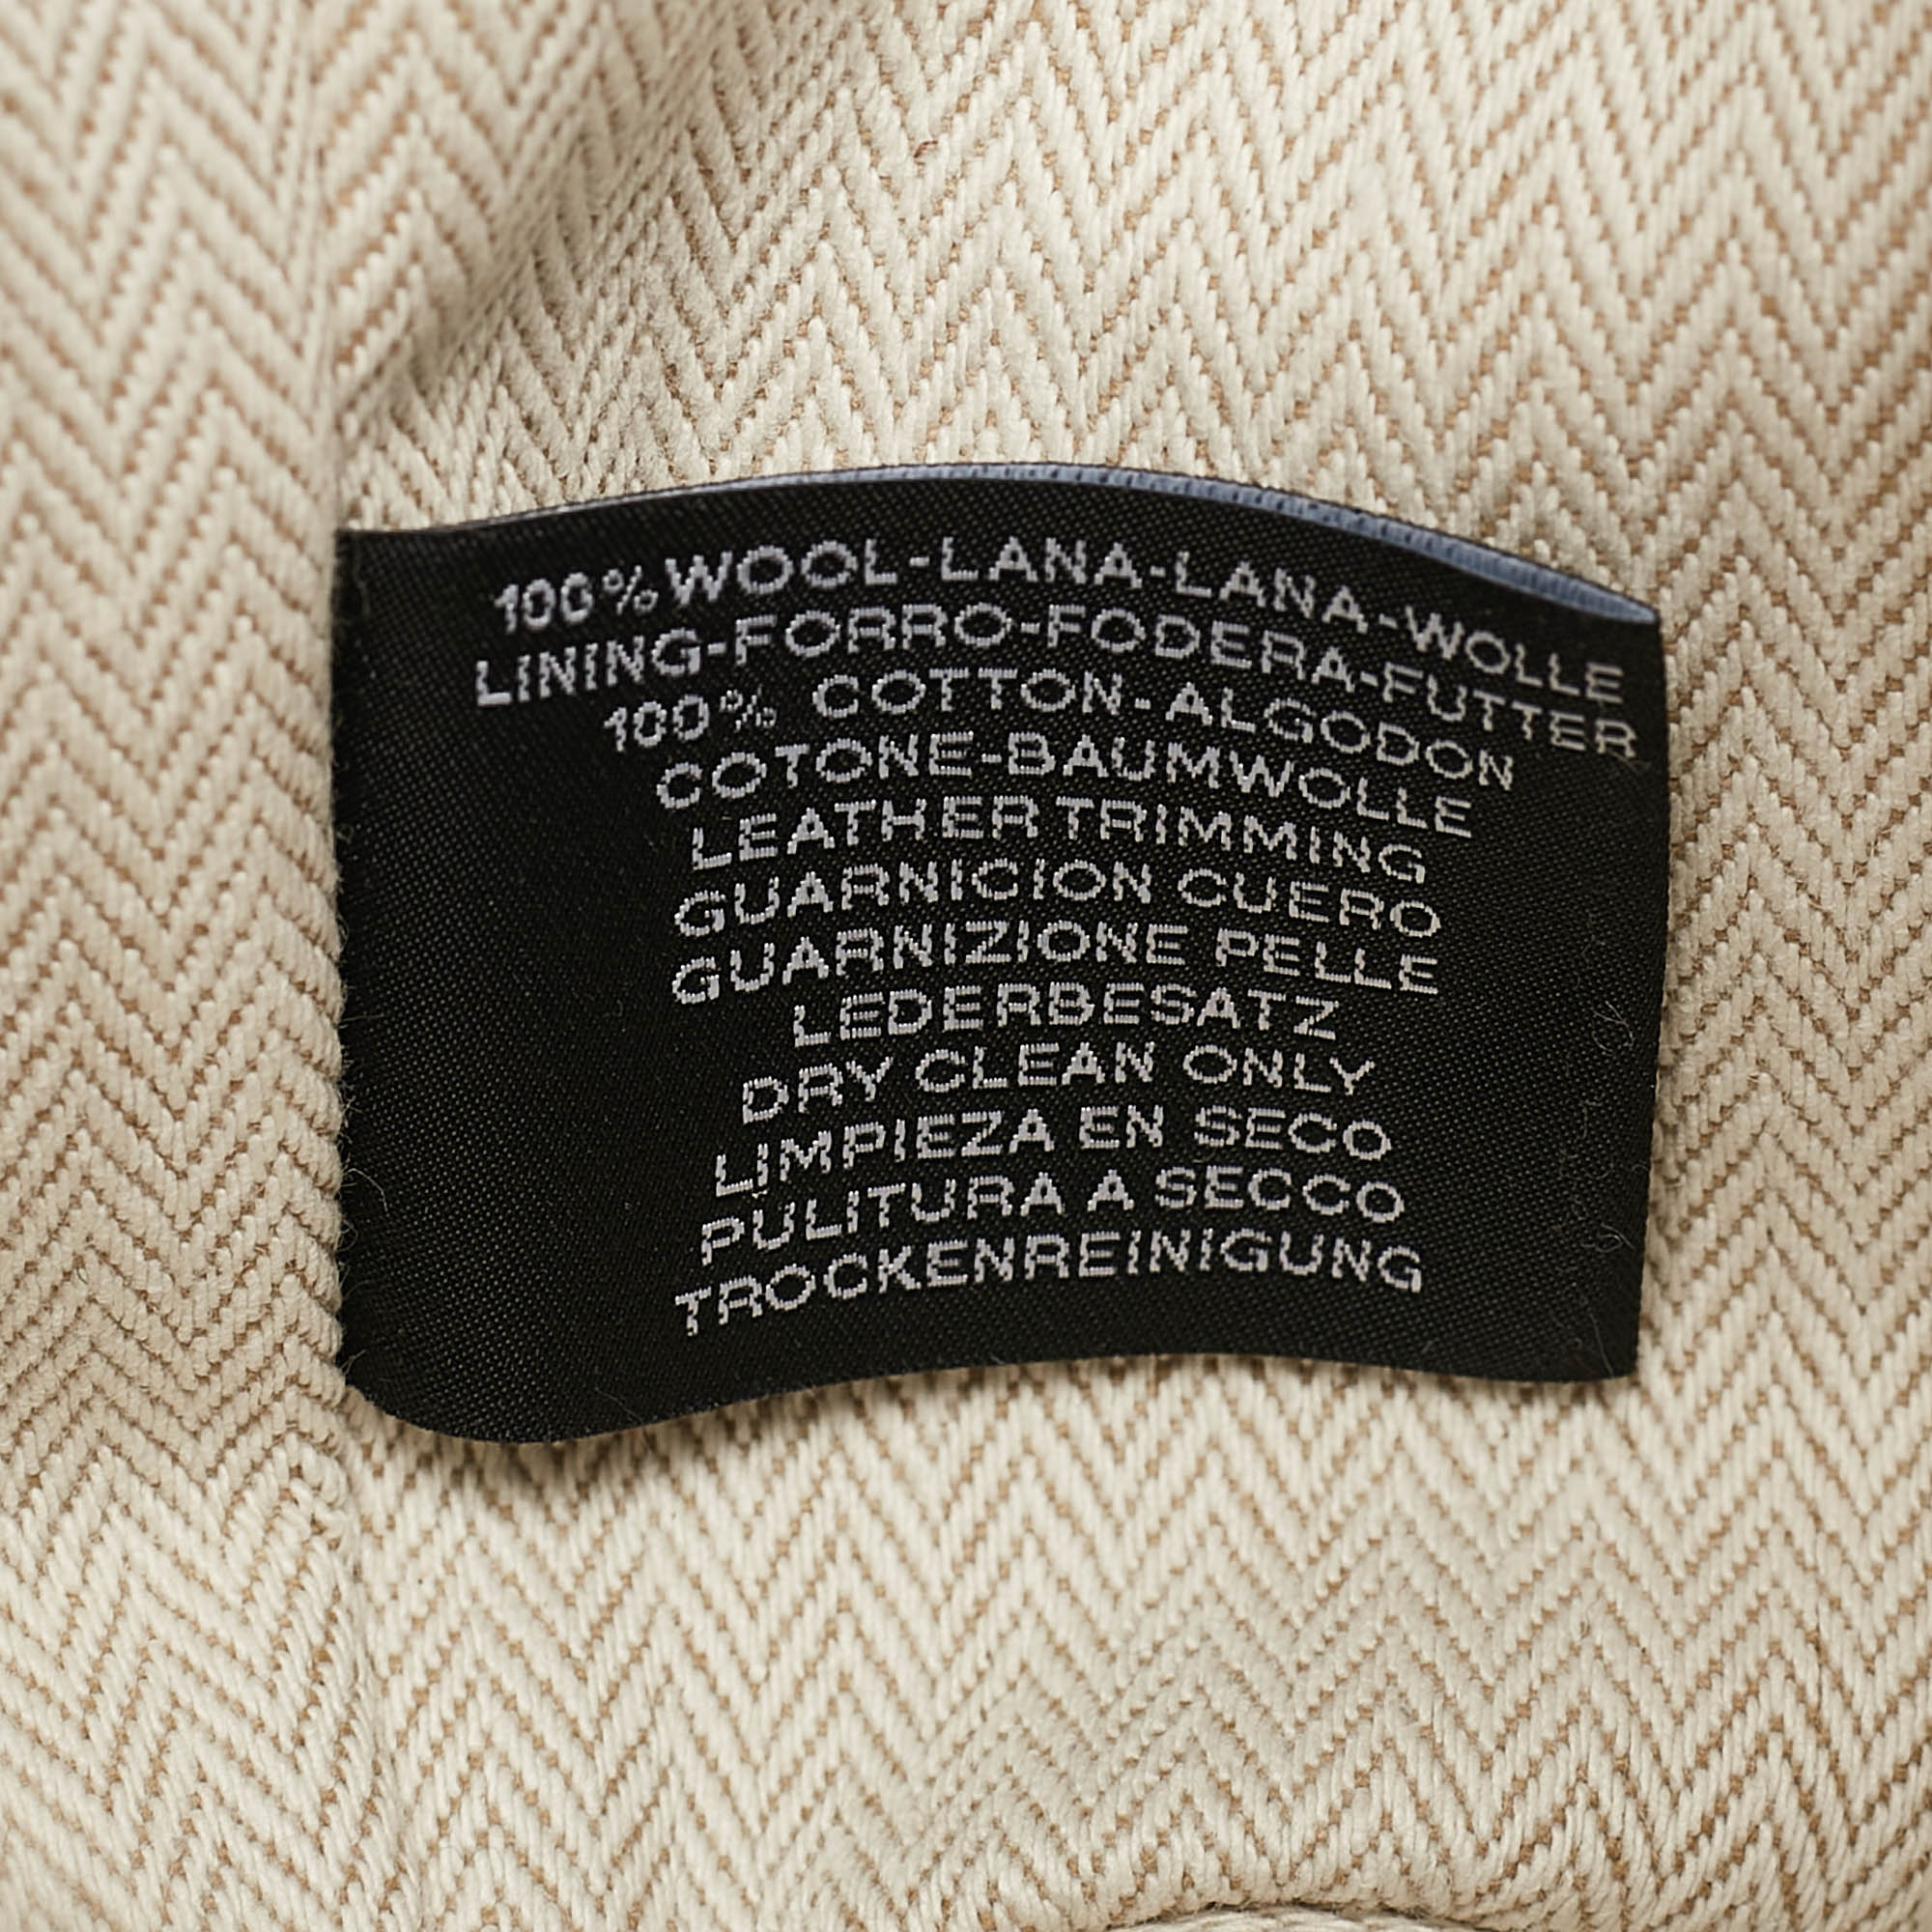 100% WOOL-LANA-LANA-WOLLE
LINING-FORRO-FODERA-FUTTER
100% COTTON-ALGODON
COTONE-BAUMWOLLE
LEATHER TRIMMING
GUARNICION CUERO
GUARNIZIONE PELLE
LEDERBESATZ
DRY CLEAN ONLY
LIMPIEZA EN SECO
PULITURA A SECCO
TROCKENREINIGUNG